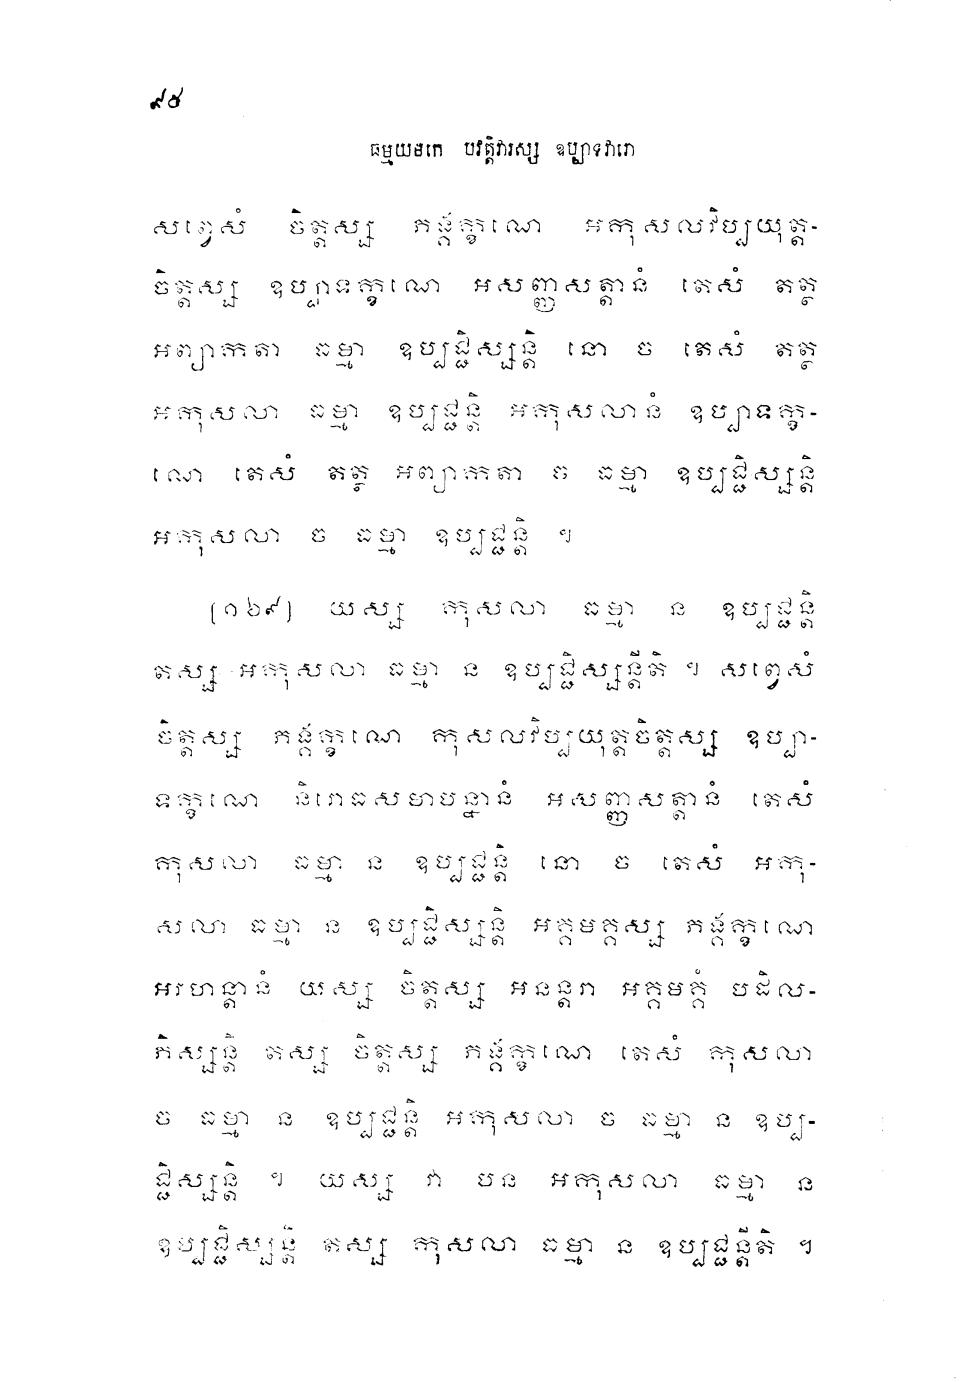 ៩៥
ធម្មយមកេ បវត្តិវារស្ស ឧប្បាទវារោ
សព្វេសំ ចិត្តស្ស ភង្គក្ខណេ អកុសលវិប្បយុត្ត-
ចិត្តស្ស ឧប្បាទក្ខណេ អសញ្ញាសត្តានំ តេសំ តត្ថ
អព្យាកតា ធម្មា ឧប្បជ្ជិស្សន្តិ នោ ច តេសំ តត្ថ
អកុសលា ធម្មា ឧប្បជ្ជន្តិ អកុសលានំ ឧប្បាទក្ខ-
ណេ តេសំ តត្ថ អព្យាកតា ច ធម្មា ឧប្បជ្ជិស្សន្តិ
អកុសលា ច ធម្មា ឧប្បជ្ជន្តិ ។
(១៦៩) យស្ស កុសលា ធម្មា ន ឧប្បជ្ជន្តិ
តស្ស អកុសលា ធម្មា ន ឧប្បជ្ជិស្សន្តីតិ ។ សព្វេសំ
ចិត្តស្ស ភង្គក្ខណេ កុសលវិប្បយុត្តចិត្តស្ស ឧប្បា-
ទក្ខណេ និរោធសមាបន្នានំ អសញ្ញាសត្តានំ តេសំ
កុសលា ធម្មា ន ឧប្បជ្ជន្តិ នោ ច តេសំ អកុ-
សលា ធម្មា ន ឧប្បជ្ជិស្សន្តិ អគ្គមគ្គស្ស ភង្គក្ខណេ
អរហន្តានំ យស្ស ចិត្តស្ស អនន្តរា អគ្គមគ្គំ បដិល-
ភិស្សន្តិ តស្ស ចិត្តស្ស ភង្គក្ខណេ តេសំ កុសលា
ច ធម្មា ន ឧប្បជ្ជន្តិ អកុសលា ច ធម្មា ន ឧប្ប-
ជ្ជិស្សន្តិ ។ យស្ស វា បន អកុសលា ធម្មា ន
ឧប្បជ្ជិស្សន្តិ តស្ស កុសលា ធម្មា ន ឧប្បជ្ជន្តីតិ ។